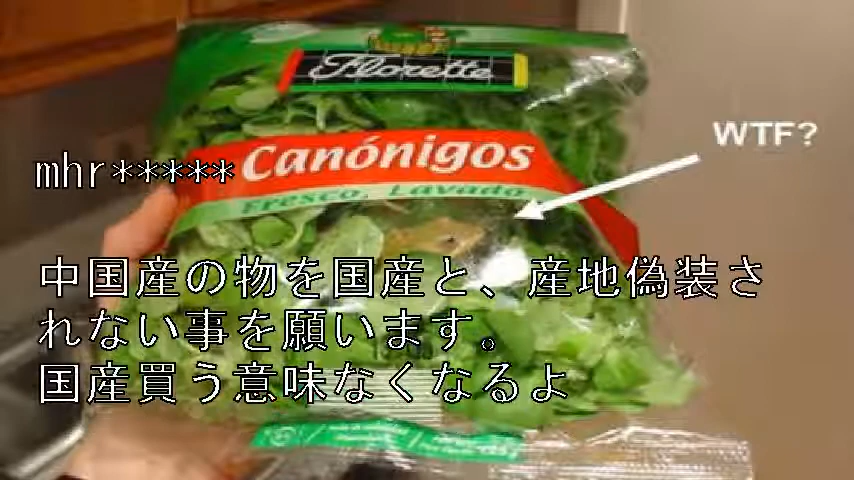 Florette
WTF?
Canónigos
mhr*****
Fresco, Lavado
中国産の物を国産と、産地偽装さ
れない事を願います。
国産買う意味なくなるよ